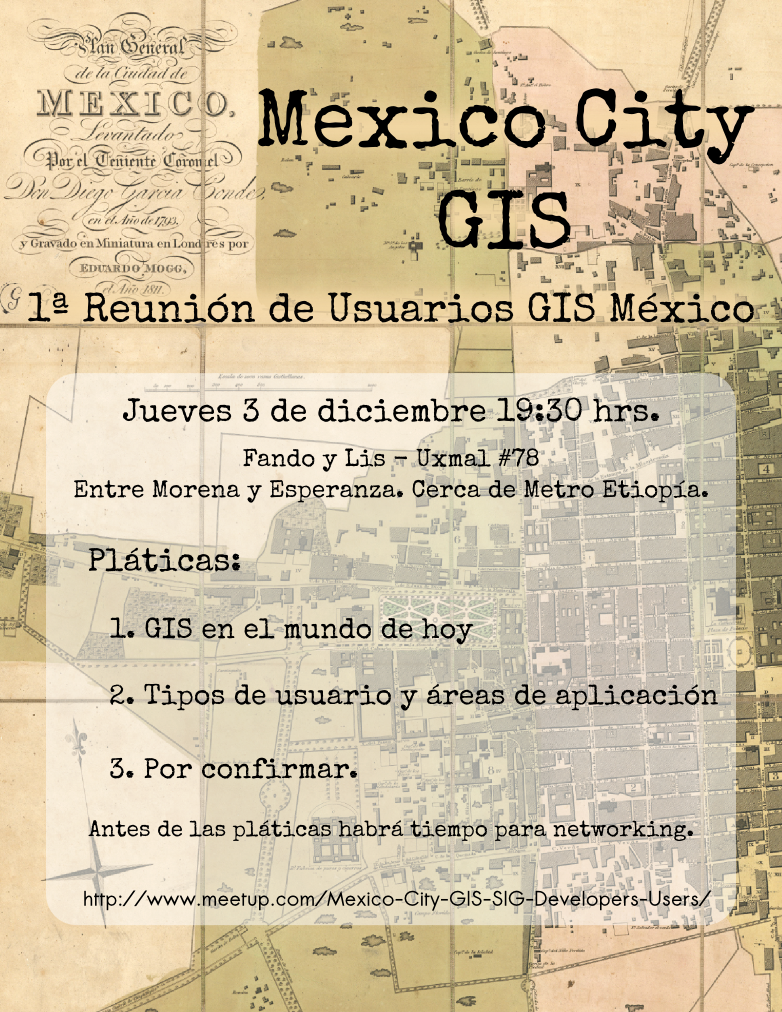 Plan General
de la Ciudad de
MEXICO,
Levantado
Por el Teniente Coronel
Don Diego Garcia Conde,
en el Año de 1793.
y Gravado en Miniatura en Londres por
EDUARDO MOGG,
el Año 1811.
Mexico City
GIS
1ª Reunión de Usuarios GIS México
Jueves 3 de diciembre 19:30 hrs.
Fando y Lis - Uxmal #78
Entre Morena y Esperanza. Cerca de Metro Etiopía.
Pláticas:
1. GIS en el mundo de hoy
2. Tipos de usuario y áreas de aplicación
3. Por confirmar.
Antes de las pláticas habrá tiempo para networking.
http://www.meetup.com/Mexico-City-GIS-SIG-Developers-Users/